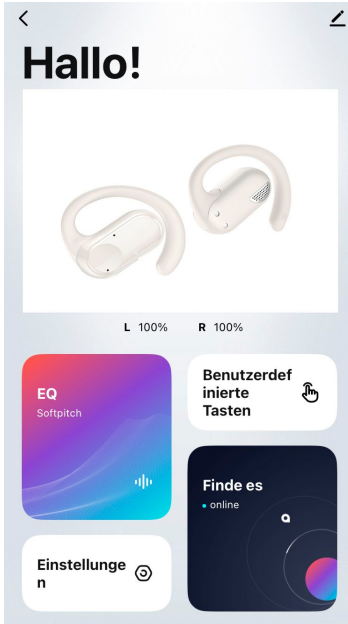 Hallo!
L 100% R 100%
EQ
Softpitch
Benutzerdef
inierte
Tasten
Finde es
online
Einstellunge
n